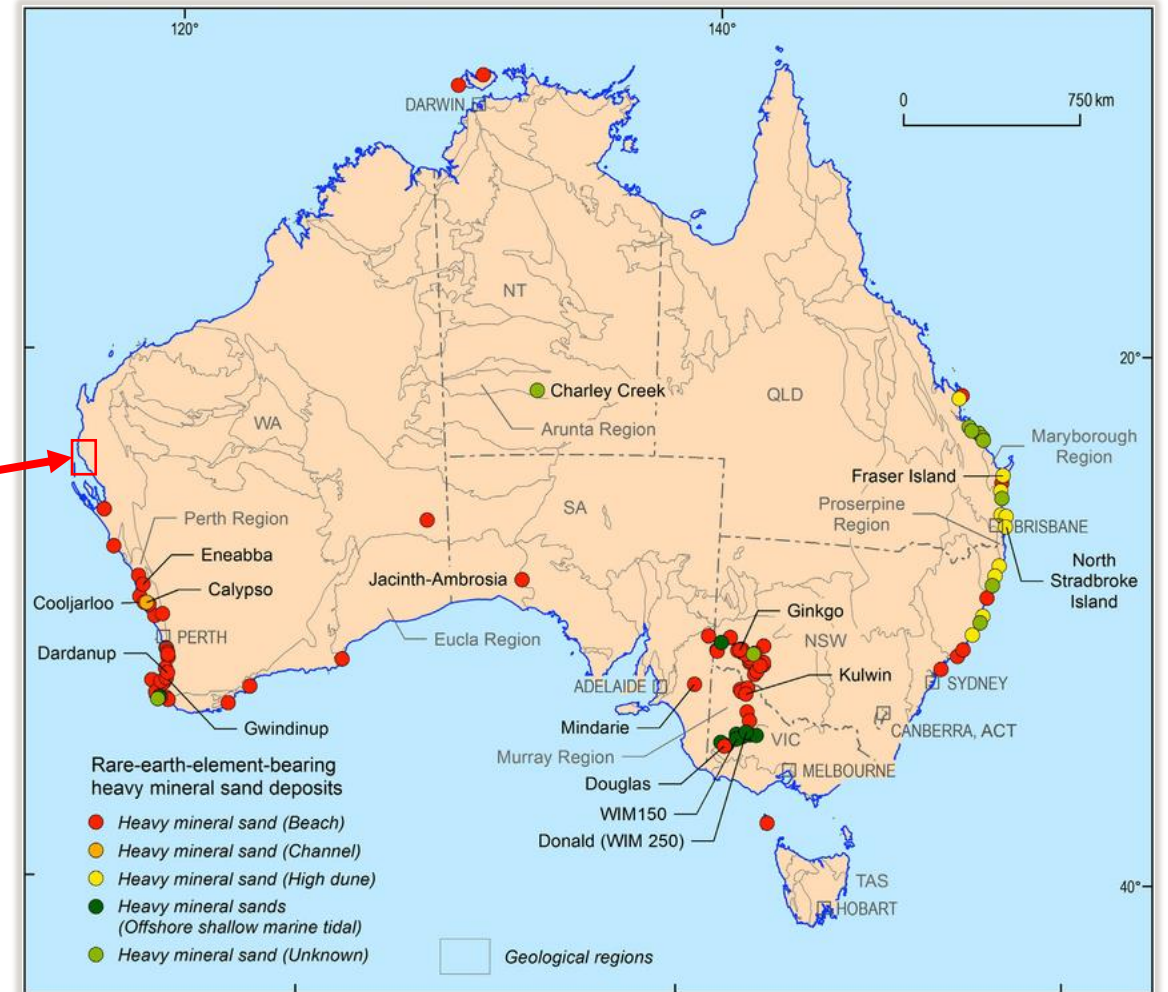 120°
140°
DARWIN
0
750 km
NT
20°
Charley Creek
QLD
WA
Arunta Region
Maryborough
Region
Fraser Island
SA
Proserpine
Region
Perth Region
BRISBANE
Eneabba
North
Stradbroke
Island
Jacinth-Ambrosia
Calypso
Cooljarloo
Ginkgo
PERTH
Eucla Region
NSW
Dardanup
Kulwin
ADELAIDE
SYDNEY
Gwindinup
Mindarie
CANBERRA, ACT
VIC
Murray Region
MELBOURNE
Douglas
WIM150
Donald (WIM 250)
TAS
HOBART
40°
Rare-earth-element-bearing
heavy mineral sand deposits
Heavy mineral sand (Beach)
Heavy mineral sand (Channel)
Heavy mineral sand (High dune)
Heavy mineral sands
(Offshore shallow marine tidal)
Heavy mineral sand (Unknown)
Geological regions